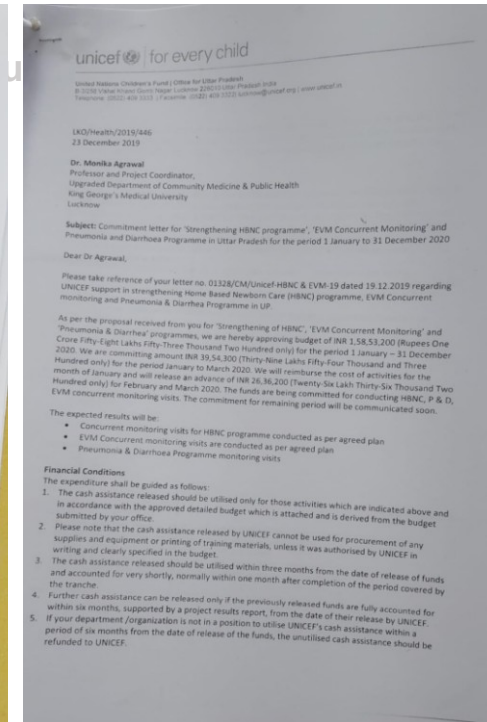 unicef for every child
United Nations Children's Fund | Office for Uttar Pradesh
LKO/Health/2019/446
23 December 2019
Dr. Monika Agrawal
Professor and Project Coordinator,
Upgraded Department of Community Medicine & Public Health
King George's Medical University
Lucknow
Subject: Commitment letter for 'Strengthening HBNC programme', 'EVM Concurrent Monitoring' and
Pneumonia and Diarrhoea Programme in Uttar Pradesh for the period 1 January to 31 December 2020
Dear Dr Agrawal,
Please take reference of your letter no. 01328/CM/Unicef-HBNC & EVM-19 dated 19.12.2019 regarding
UNICEF support in strengthening Home Based Newborn Care (HBNC) programme, EVM Concurrent
monitoring and Pneumonia & Diarrhea Programme in UP.
As per the proposal received from you for 'Strengthening of HBNC', 'EVM Concurrent Monitoring' and
'Pneumonia & Diarrhea' programmes, we are hereby approving budget of INR 1,58,53,200 (Rupees One
Crore Fifty-Eight Lakhs Fifty-Three Thousand Two Hundred only) for the period 1 January – 31 December
2020. We are committing amount INR 39,54,300 (Thirty-Nine Lakhs Fifty-Four Thousand and Three
Hundred only) for the period January to March 2020. We will reimburse the cost of activities for the
month of January and will release an advance of INR 26,36,200 (Twenty-Six Lakh Thirty-Six Thousand Two
Hundred only) for February and March 2020. The funds are being committed for conducting HBNC, P & D,
EVM concurrent monitoring visits. The commitment for remaining period will be communicated soon.
The expected results will be:
• Concurrent monitoring visits for HBNC programme conducted as per agreed plan
• EVM Concurrent monitoring visits are conducted as per agreed plan
• Pneumonia & Diarrhoea Programme monitoring visits
Financial Conditions
The expenditure shall be guided as follows:
1. The cash assistance released should be utilised only for those activities which are indicated above and
in accordance with the approved detailed budget which is attached and is derived from the budget
submitted by your office.
2. Please note that the cash assistance released by UNICEF cannot be used for procurement of any
supplies and equipment or printing of training materials, unless it was authorised by UNICEF in
writing and clearly specified in the budget.
3. The cash assistance released should be utilised within three months from the date of release of funds
and accounted for very shortly, normally within one month after completion of the period covered by
the tranche.
4. Further cash assistance can be released only if the previously released funds are fully accounted for
within six months, supported by a project results report, from the date of their release by UNICEF.
5. If your department /organization is not in a position to utilise UNICEF's cash assistance within a
period of six months from the date of release of the funds, the unutilised cash assistance should be
refunded to UNICEF.